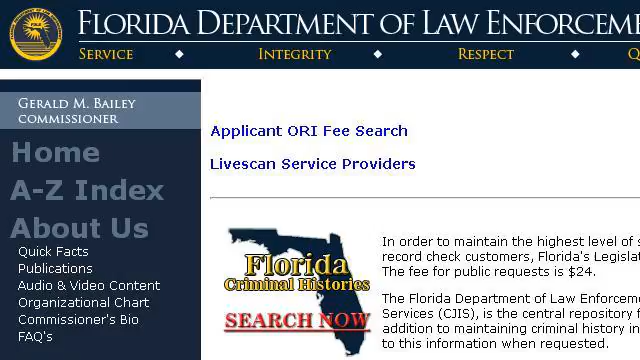 FLORIDA DEPARTMENT OF LAW
SERVICE ◆ INTEGRITY ◆ RESPECT ◆
GERALD M. BAILEY
COMMISSIONER
Home
A-Z Index
About Us
Quick Facts
Publications
Audio & Video Content
Organizational Chart
Commissioner's Bio
FAQ's
Applicant ORI Fee Search
Livescan Service Providers
Florida
Criminal Histories
SEARCH NOW
In order to maintain the highest level of
record check customers, Florida's
The fee for public requests is $24.
The Florida Department of Law
Services (CJIS), is the central repository
addition to maintaining criminal history in
to this information when requested.